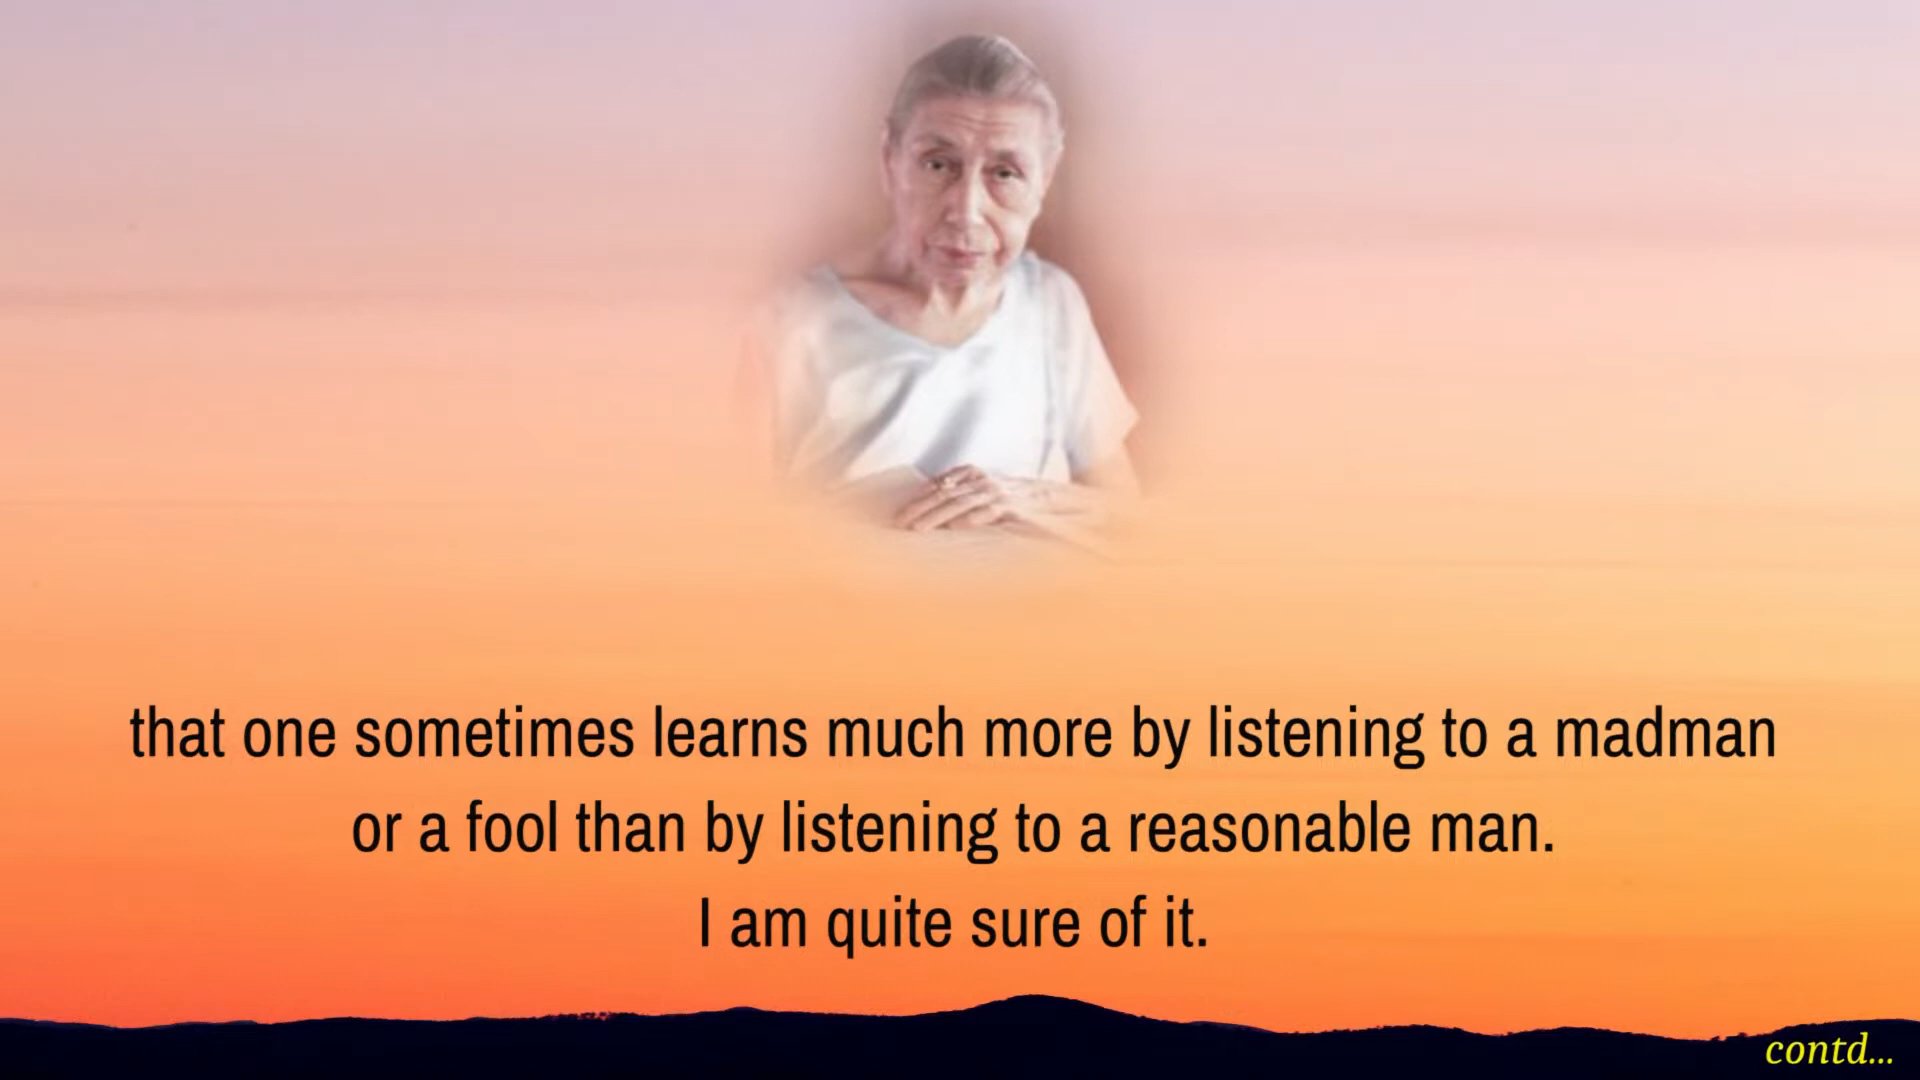 that one sometimes learns much more by listening to a madman
or a fool than by listening to a reasonable man.
I am quite sure of it.
contd...